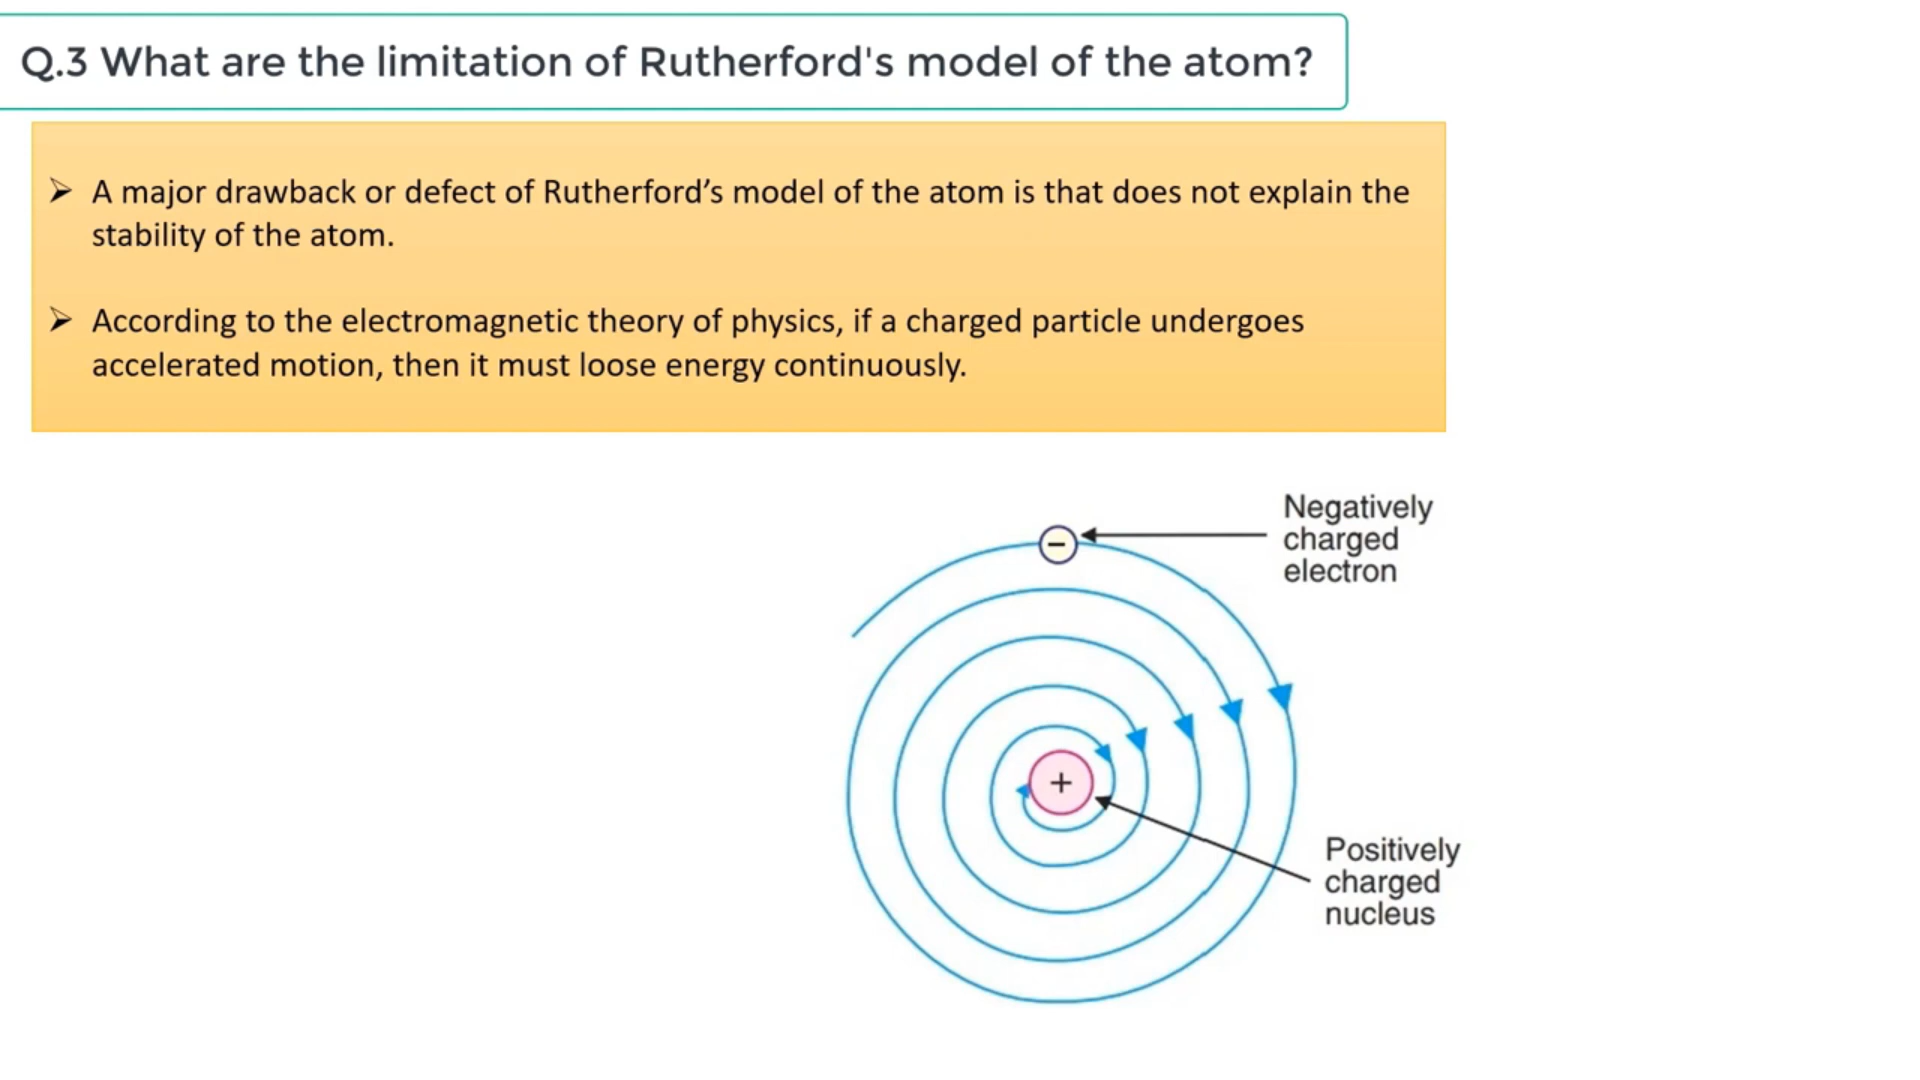 Q.3 What are the limitation of Rutherford's model of the atom?
➢ A major drawback or defect of Rutherford’s model of the atom is that does not explain the
stability of the atom.
➢ According to the electromagnetic theory of physics, if a charged particle undergoes
accelerated motion, then it must loose energy continuously.
Negatively
charged
electron
−
+
Positively
charged
nucleus